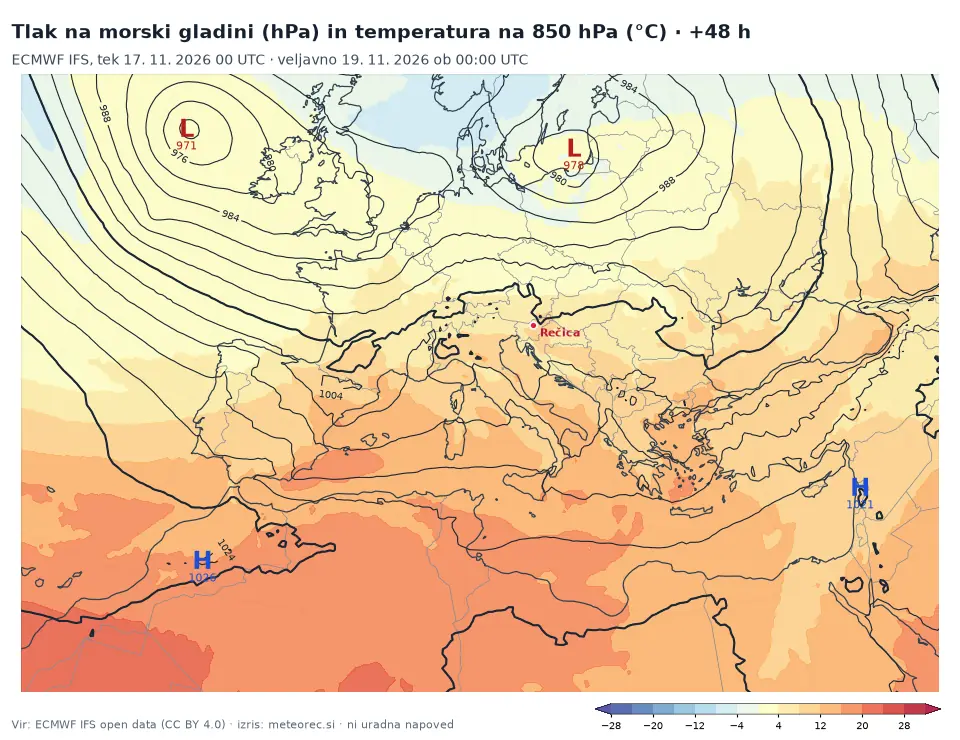 Tlak na morski gladini (hPa) in temperatura na 850 hPa (°C) · +48 h
ECMWF IFS, tek 17. 11. 2026 00 UTC · veljavno 19. 11. 2026 ob 00:00 UTC
984
988
L
971
976
980
L
978
980
988
984
Rečica
1004
H
1021
1024
H
1026
Vir: ECMWF IFS open data (CC BY 4.0) · izris: meteorec.si · ni uradna napoved
−28 −20 −12 −4 4 12 20 28